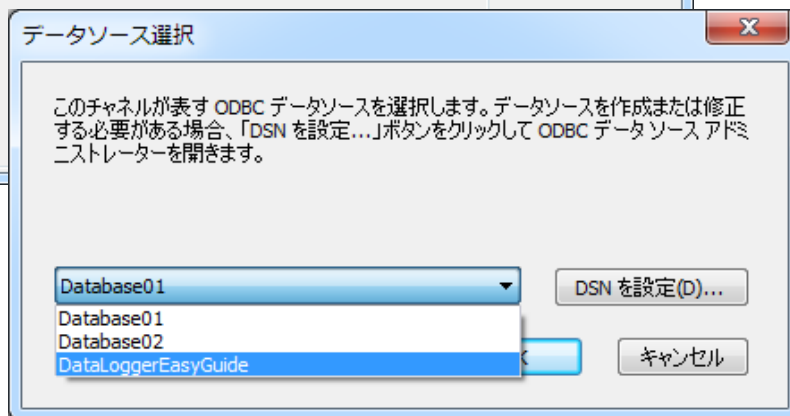 データソース選択
このチャネルが表す ODBC データソースを選択します。データソースを作成または修正
する必要がある場合、「DSN を設定...」ボタンをクリックして ODBC データ ソース アドミ
ニストレーターを開きます。
Database01
DSN を設定(D)...
Database01
Database02
DataLoggerEasyGuide
キャンセル